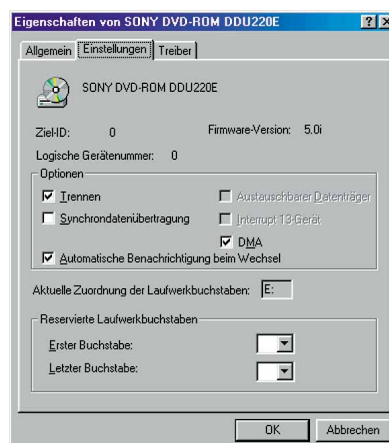 Eigenschaften von SONY DVD-ROM DDU220E
Allgemein Einstellungen Treiber
SONY DVD-ROM DDU220E
Ziel-ID: 0 Firmware-Version: 5.0i
Logische Gerätenummer: 0
Optionen
Trennen Austauschbarer Datenträger
Synchrondatenübertragung Interrupt 13-Gerät
DMA
Automatische Benachrichtigung beim Wechsel
Aktuelle Zuordnung der Laufwerkbuchstaben: E:
Reservierte Laufwerkbuchstaben
Erster Buchstabe:
Letzter Buchstabe:
OK Abbrechen